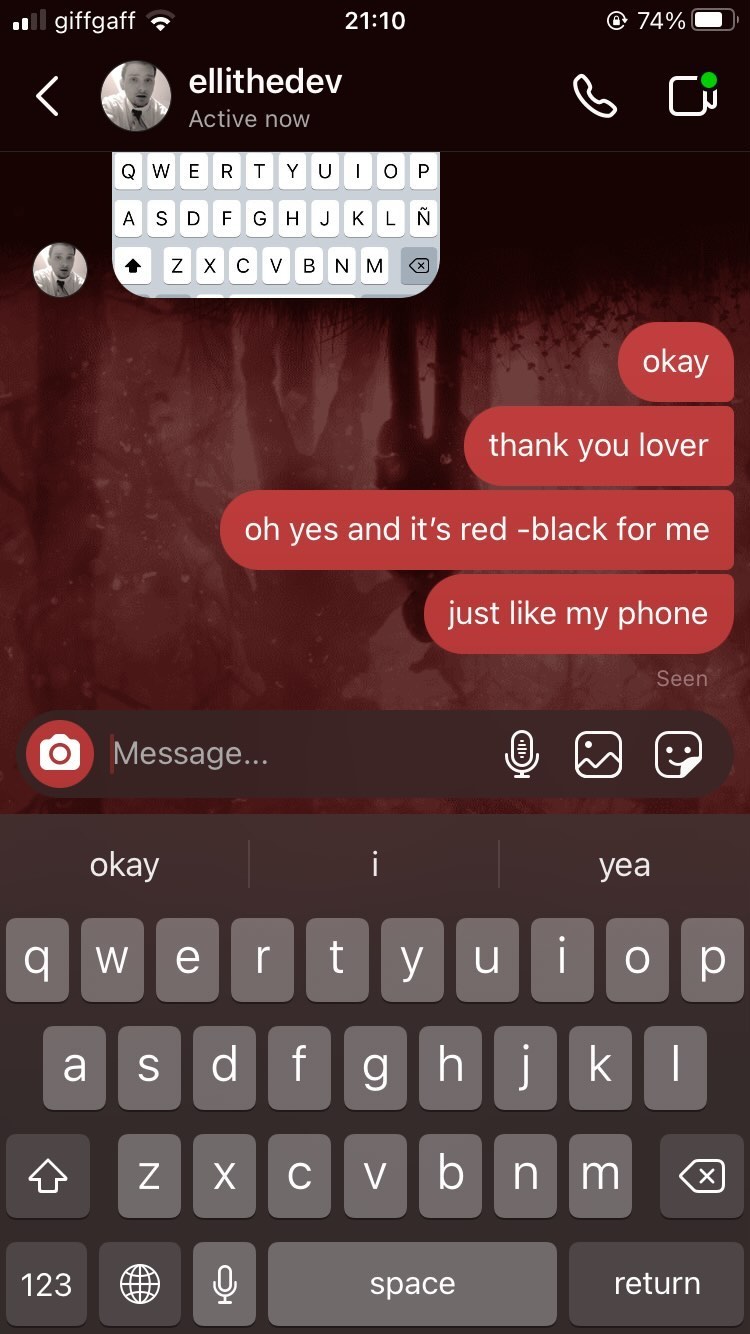 giffgaff 21:10 74%
ellithedev
Active now
Q W E R T Y U I O P
A S D F G H J K L Ñ
Z X C V B N M
okay
thank you lover
oh yes and it’s red -black for me
just like my phone
Seen
Message...
okay i yea
q w e r t y u i o p
a s d f g h j k l
z x c v b n m
123 space return